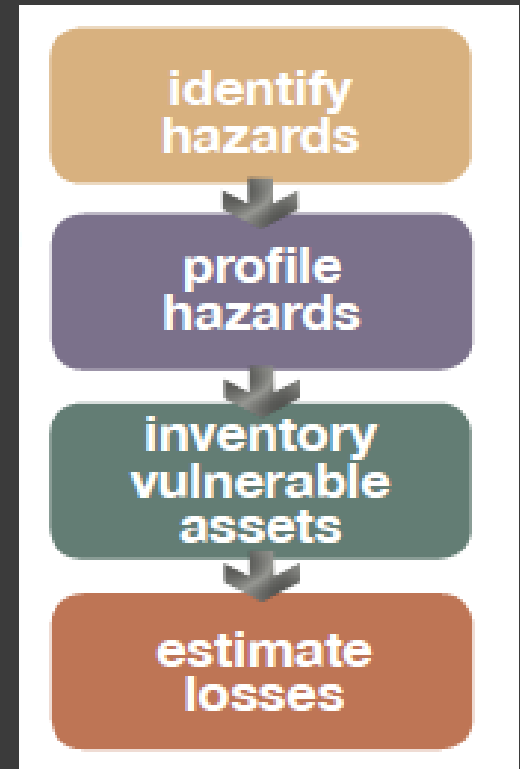 identify
hazards
profile
hazards
inventory
vulnerable
assets
estimate
losses